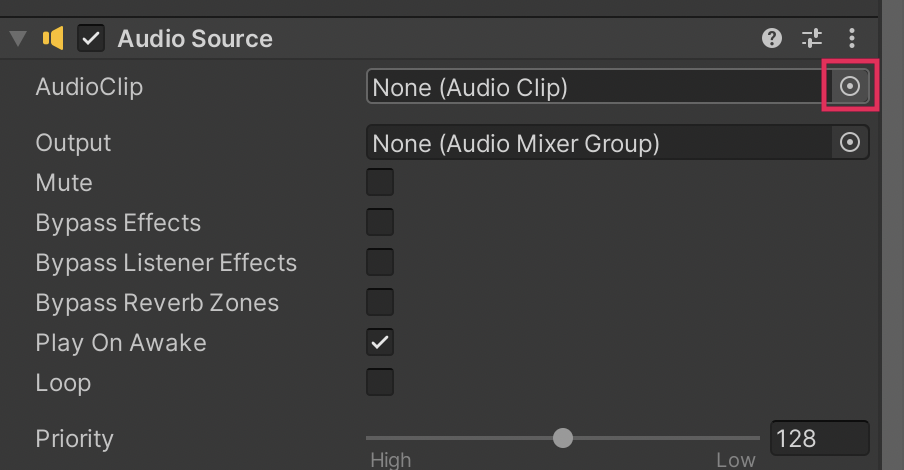 Audio Source
AudioClip None (Audio Clip)
Output None (Audio Mixer Group)
Mute
Bypass Effects
Bypass Listener Effects
Bypass Reverb Zones
Play On Awake
Loop
Priority 128
High Low